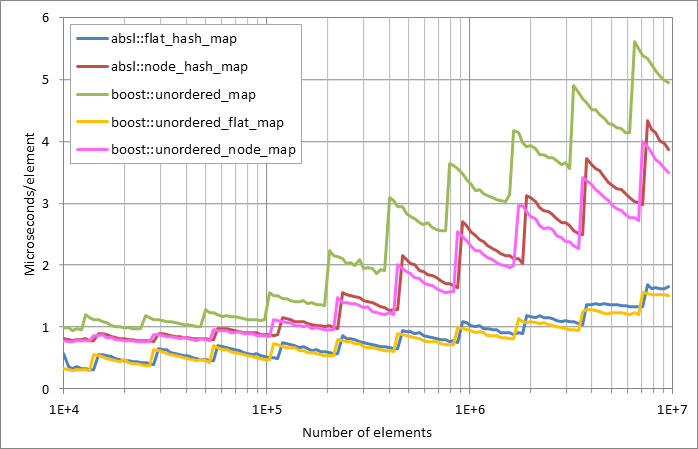 6
5
4
3
2
1
0
Microseconds/element
absl::flat_hash_map
absl::node_hash_map
boost::unordered_map
boost::unordered_flat_map
boost::unordered_node_map
1E+4 1E+5 1E+6 1E+7
Number of elements